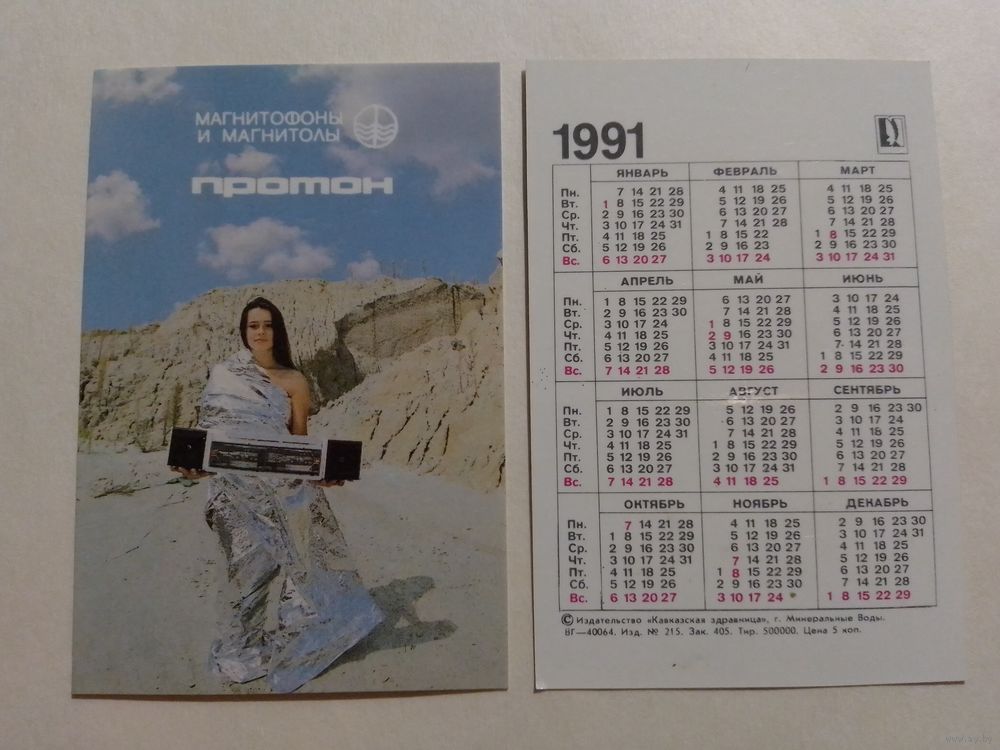 МАГНИТОФОНЫ
И МАГНИТОЛЫ
ПРОТОН
1991
ЯНВАРЬ ФЕВРАЛЬ МАРТ
Пн. 7 14 21 28 4 11 18 25 4 11 18 25
Вт. 1 8 15 22 29 5 12 19 26 5 12 19 26
Ср. 2 9 16 23 30 6 13 20 27 6 13 20 27
Чт. 3 10 17 24 31 7 14 21 28 7 14 21 28
Пт. 4 11 18 25 1 8 15 22 1 8 15 22 29
Сб. 5 12 19 26 2 9 16 23 2 9 16 23 30
Вс. 6 13 20 27 3 10 17 24 3 10 17 24 31
АПРЕЛЬ МАЙ ИЮНЬ
Пн. 1 8 15 22 29 6 13 20 27 3 10 17 24
Вт. 2 9 16 23 30 7 14 21 28 4 11 18 25
Ср. 3 10 17 24 1 8 15 22 29 5 12 19 26
Чт. 4 11 18 25 2 9 16 23 30 6 13 20 27
Пт. 5 12 19 26 3 10 17 24 31 7 14 21 28
Сб. 6 13 20 27 4 11 18 25 1 8 15 22 29
Вс. 7 14 21 28 5 12 19 26 2 9 16 23 30
ИЮЛЬ АВГУСТ СЕНТЯБРЬ
Пн. 1 8 15 22 29 5 12 19 26 2 9 16 23 30
Вт. 2 9 16 23 30 6 13 20 27 3 10 17 24
Ср. 3 10 17 24 31 7 14 21 28 4 11 18 25
Чт. 4 11 18 25 1 8 15 22 29 5 12 19 26
Пт. 5 12 19 26 2 9 16 23 30 6 13 20 27
Сб. 6 13 20 27 3 10 17 24 31 7 14 21 28
Вс. 7 14 21 28 4 11 18 25 1 8 15 22 29
ОКТЯБРЬ НОЯБРЬ ДЕКАБРЬ
Пн. 7 14 21 28 4 11 18 25 2 9 16 23 30
Вт. 1 8 15 22 29 5 12 19 26 3 10 17 24 31
Ср. 2 9 16 23 30 6 13 20 27 4 11 18 25
Чт. 3 10 17 24 31 7 14 21 28 5 12 19 26
Пт. 4 11 18 25 1 8 15 22 29 6 13 20 27
Сб. 5 12 19 26 2 9 16 23 30 7 14 21 28
Вс. 6 13 20 27 3 10 17 24 1 8 15 22 29
© Издательство «Кавказская здравница», г. Минеральные Воды.
ВГ—40064. Изд. № 215. Зак. 405. Тир. 500000. Цена 5 коп.